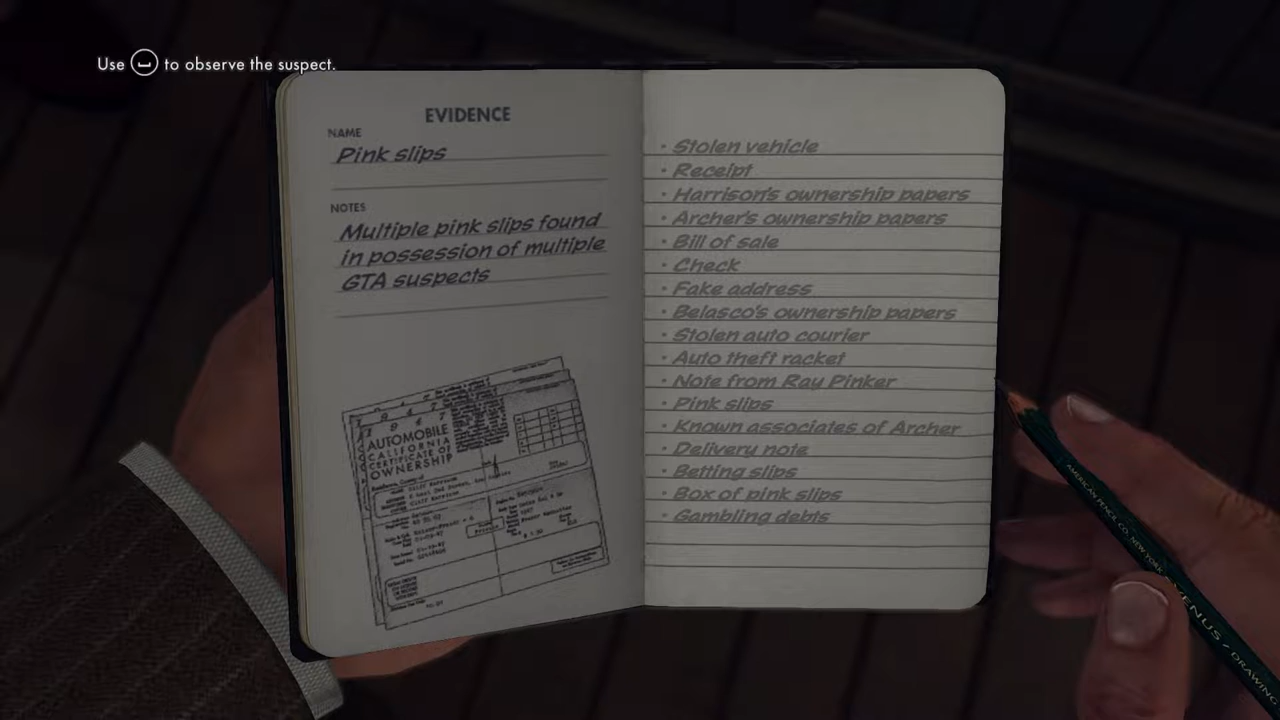 Use to observe the suspect.
EVIDENCE
NAME
Pink slips
NOTES
Multiple pink slips found
in possession of multiple
GTA suspects
AUTOMOBILE
CALIFORNIA
CERTIFICATE OF
OWNERSHIP
• Stolen vehicle
• Receipt
• Harrison's ownership papers
• Archer's ownership papers
• Bill of sale
• Check
• Fake address
• Belasco's ownership papers
• Stolen auto courier
• Auto theft racket
• Note from Ray Pinker
• Pink slips
• Known associates of Archer
• Delivery note
• Betting slips
• Box of pink slips
• Gambling debts
AMERICAN PENCIL CO. NEW YORK
VENUS / DRAWING